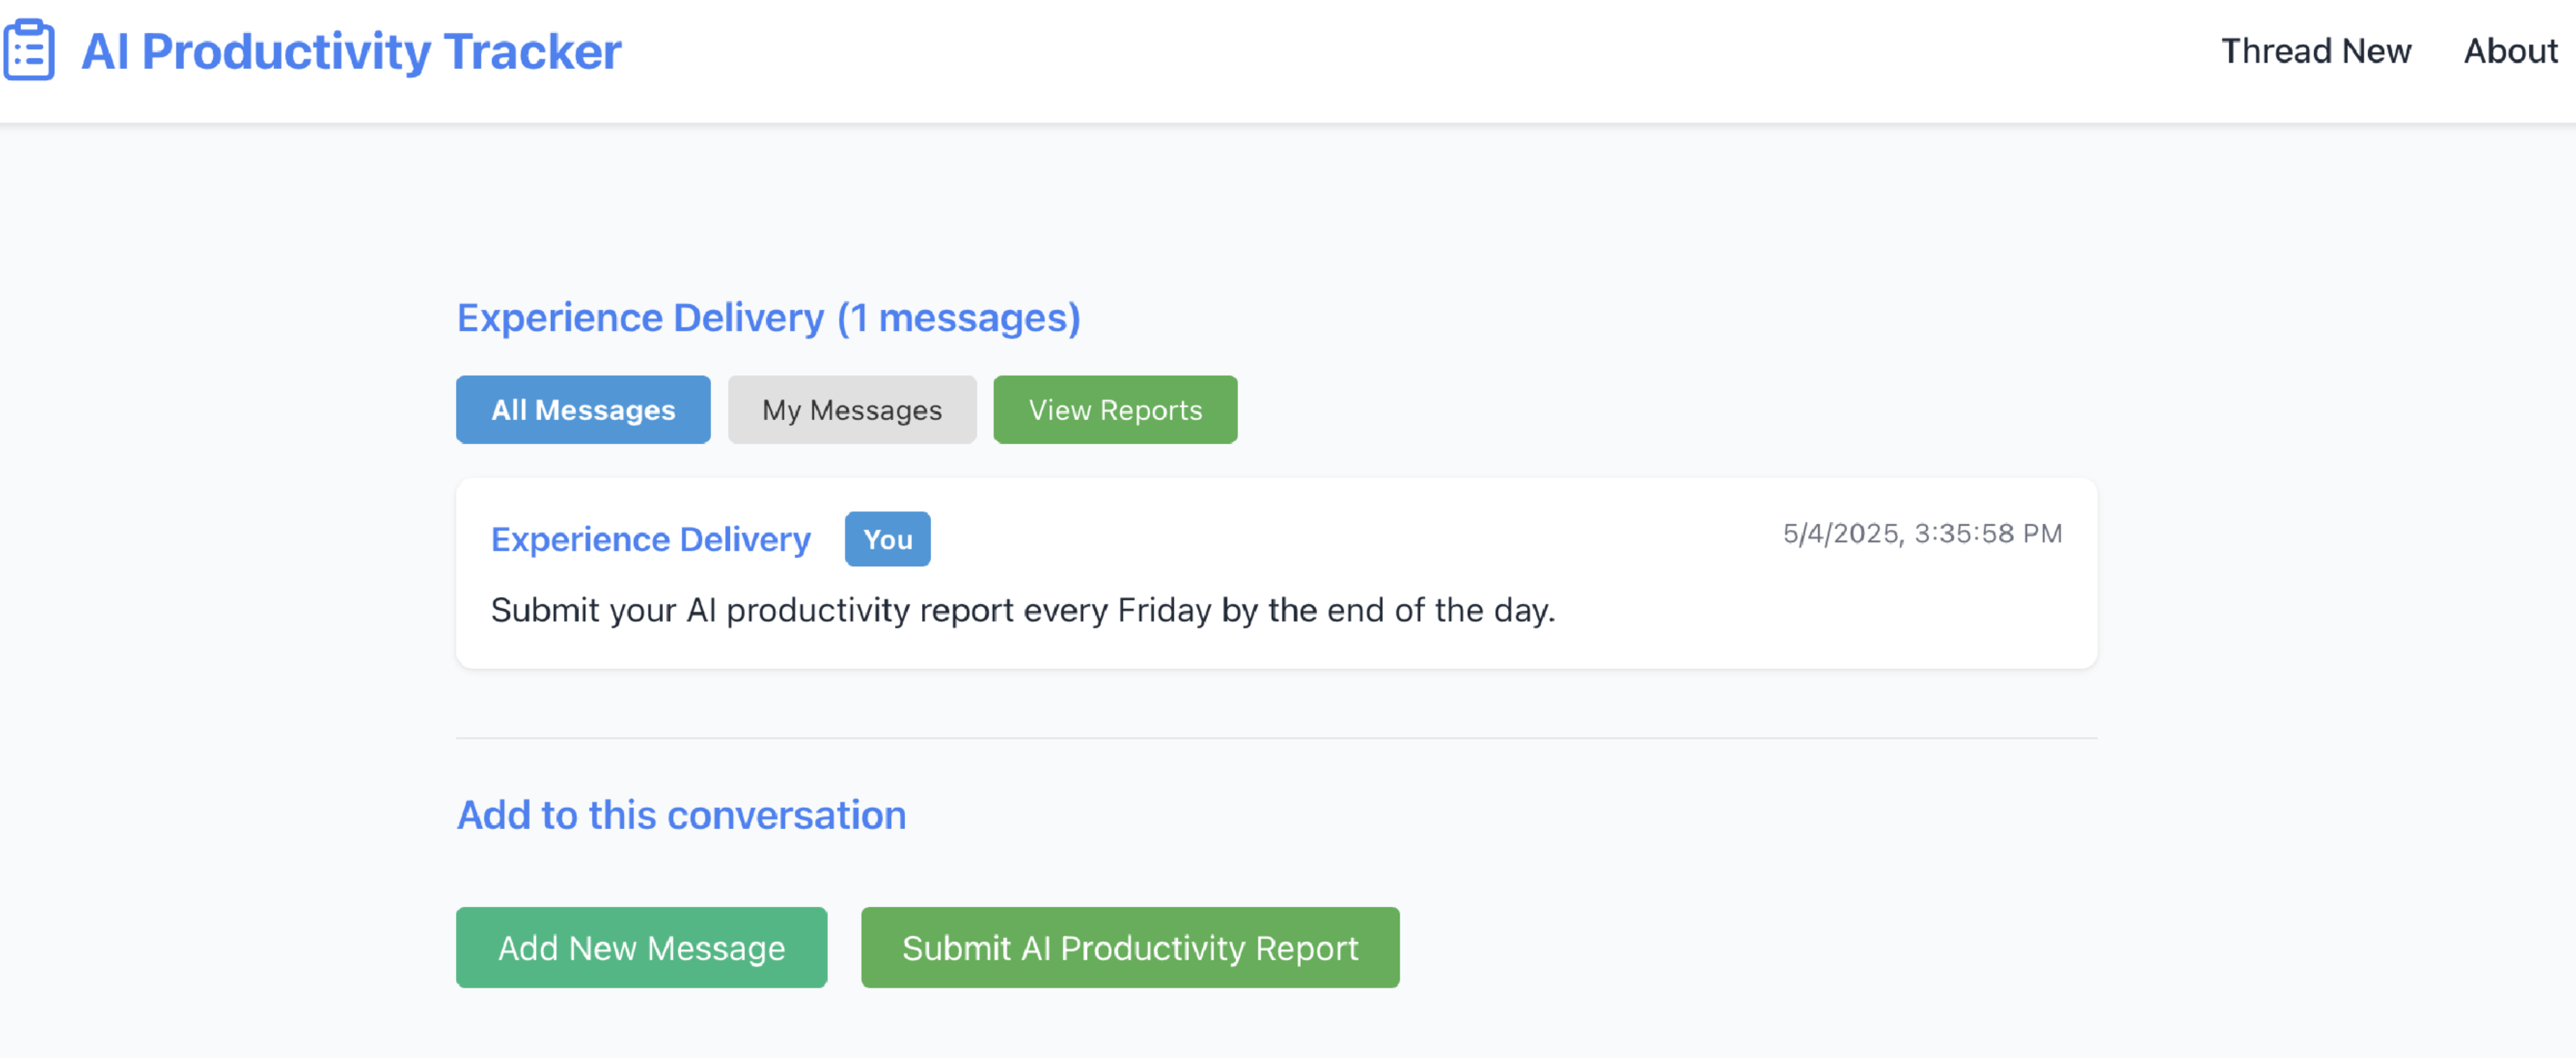 AI Productivity Tracker
Thread New
About
Experience Delivery (1 messages)
All Messages
My Messages
View Reports
Experience Delivery
You
5/4/2025, 3:35:58 PM
Submit your AI productivity report every Friday by the end of the day.
Add to this conversation
Add New Message
Submit AI Productivity Report